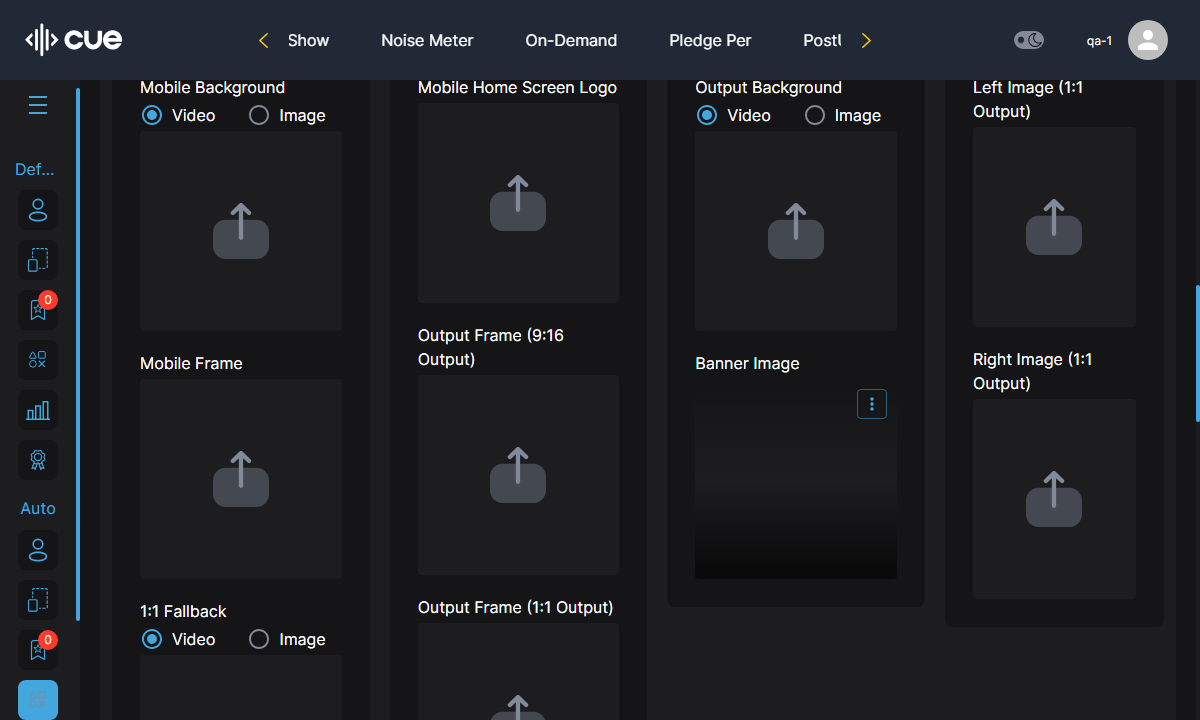 cue
Show
Noise Meter
On-Demand
Pledge Per
qa-1
Def...
0
Auto
0
Mobile Background
Video
Image
Mobile Frame
1:1 Fallback
Video
Image
Mobile Home Screen Logo
Output Frame (9:16
Output)
Output Frame (1:1 Output)
Output Background
Video
Image
Banner Image
Left Image (1:1
Output)
Right Image (1:1
Output)